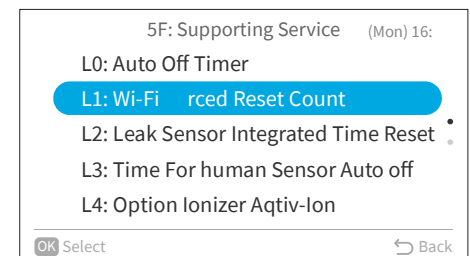 5F: Supporting Service (Mon) 16:
L0: Auto Off Timer
L1: Wi-Fi rced Reset Count
L2: Leak Sensor Integrated Time Reset
L3: Time For human Sensor Auto off
L4: Option Ionizer Aqtiv-Ion
OK Select Back